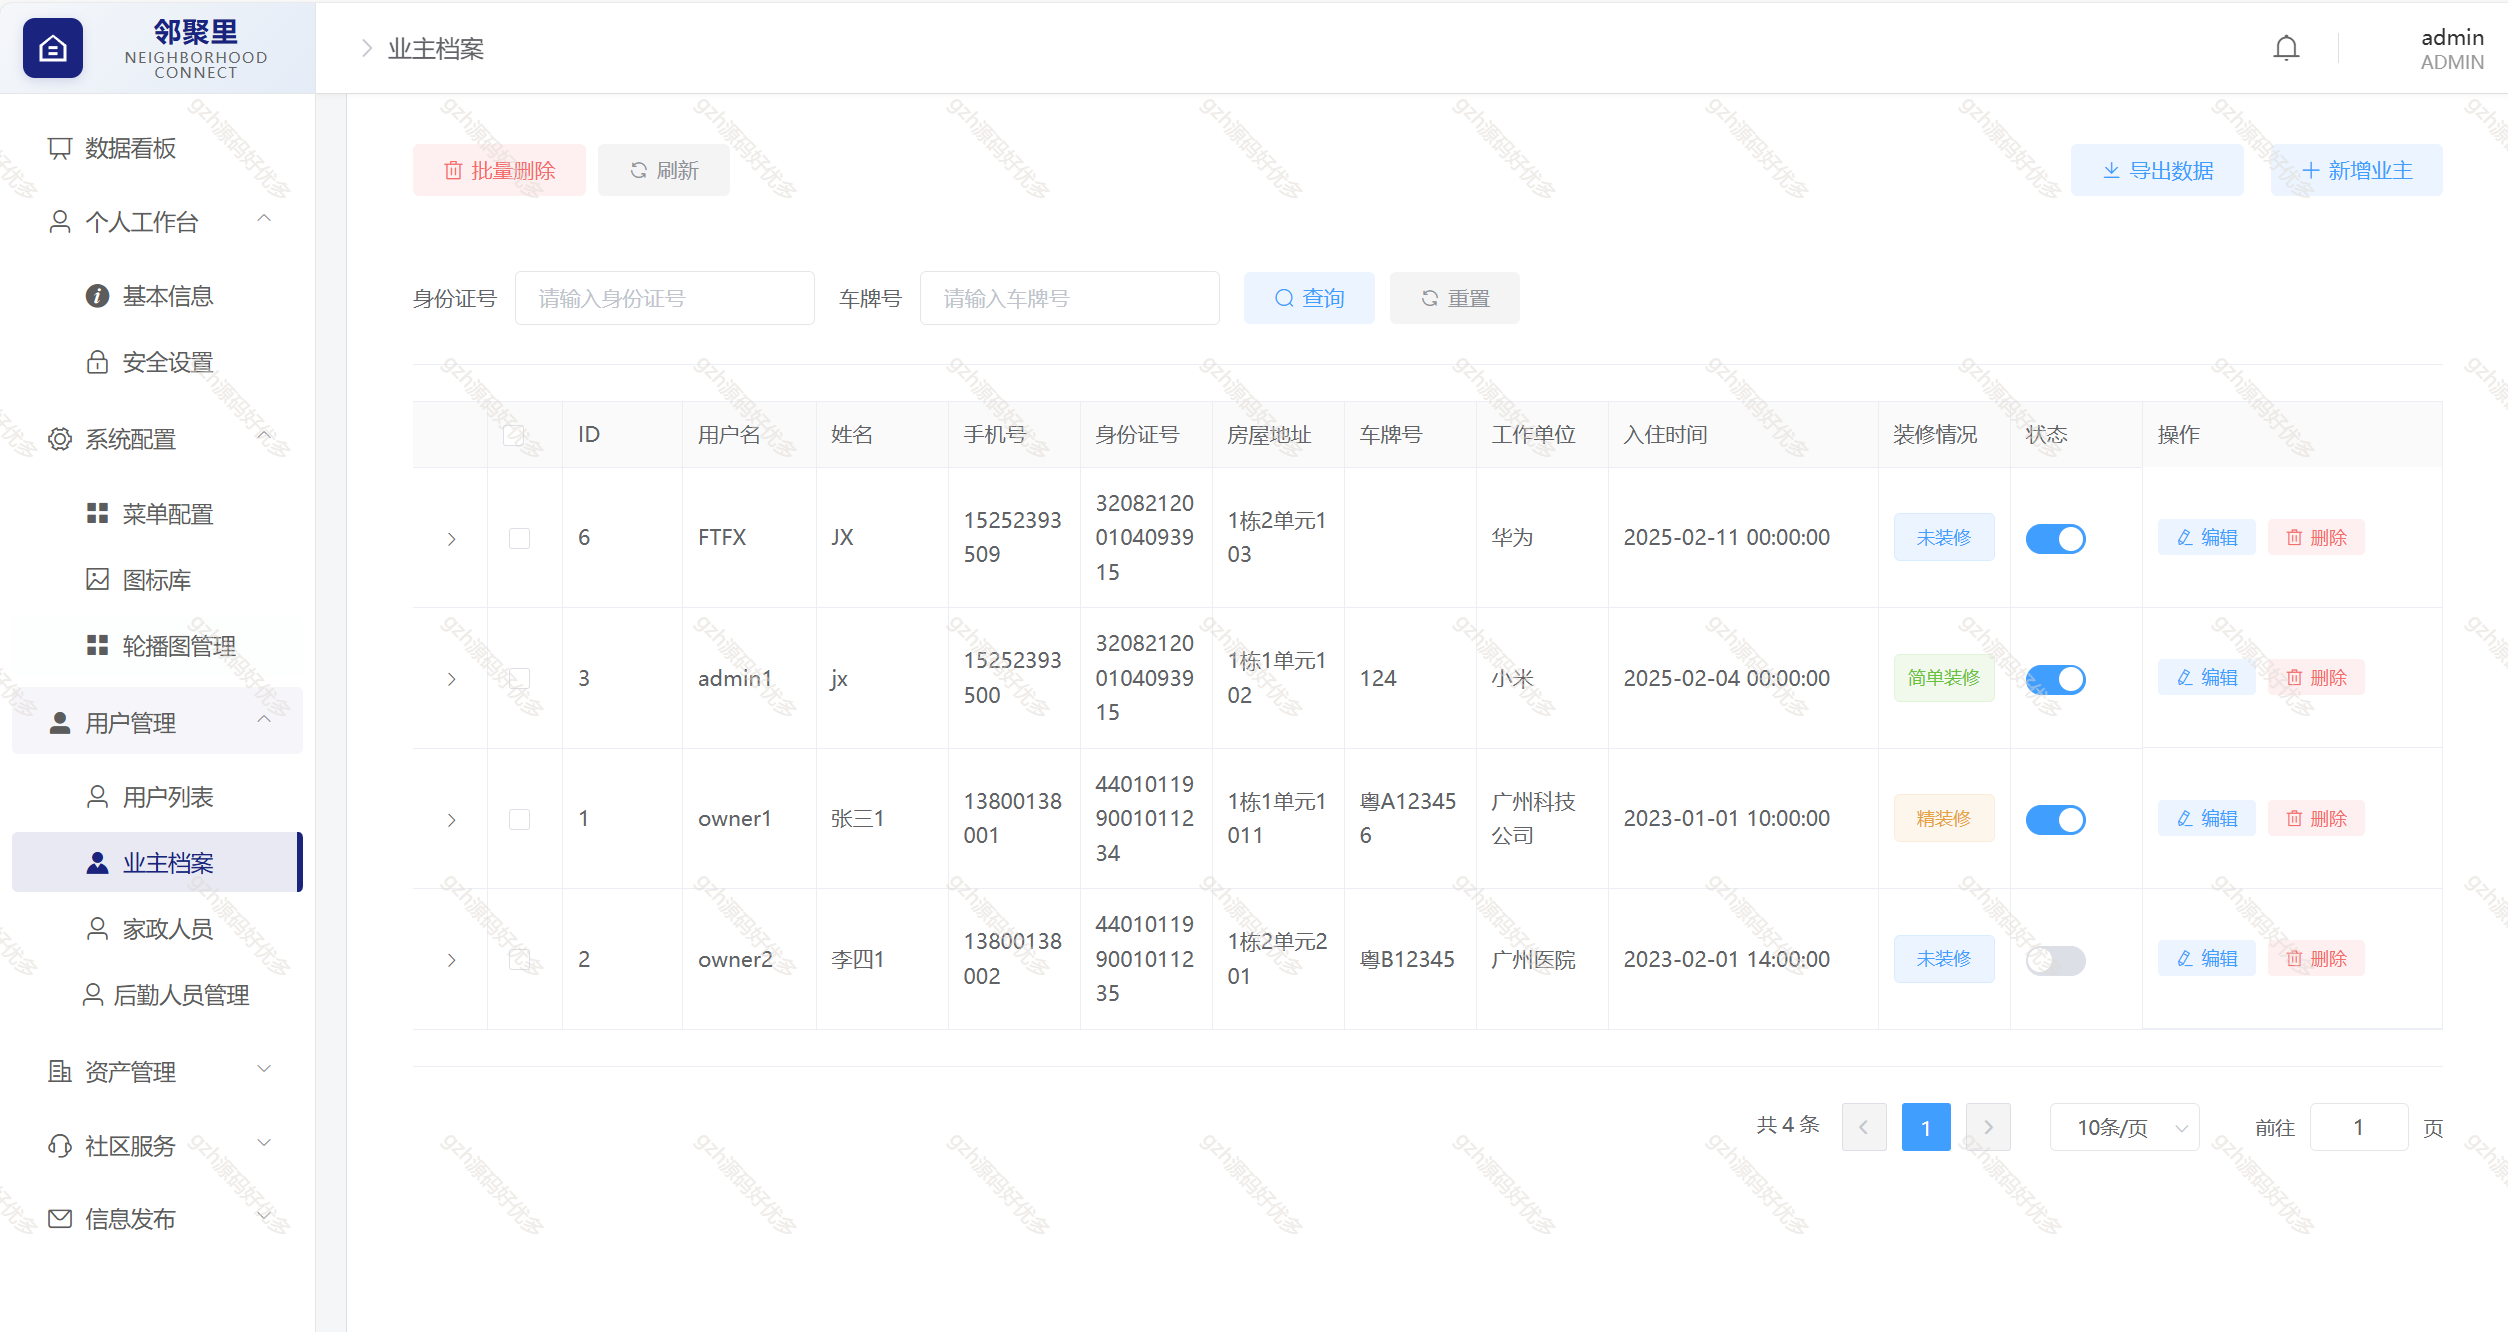 邻聚里
NEIGHBORHOOD
CONNECT
业主档案
admin
ADMIN
数据看板
个人工作台
基本信息
安全设置
系统配置
菜单配置
图标库
轮播图管理
用户管理
用户列表
业主档案
家政人员
后勤人员管理
资产管理
社区服务
信息发布
批量删除 刷新 导出数据 新增业主
身份证号 请输入身份证号 车牌号 请输入车牌号 查询 重置
ID 用户名 姓名 手机号 身份证号 房屋地址 车牌号 工作单位 入住时间 装修情况 状态 操作
6 FTFX JX 15252393509 320821200104093915 1栋2单元103 华为 2025-02-11 00:00:00 未装修 编辑 删除
3 admin1 jx 15252393500 320821200104093915 1栋1单元102 124 小米 2025-02-04 00:00:00 简单装修 编辑 删除
1 owner1 张三1 13800138001 440101199001011234 1栋1单元1011 粤A123456 广州科技公司 2023-01-01 10:00:00 精装修 编辑 删除
2 owner2 李四1 13800138002 440101199001011235 1栋2单元201 粤B12345 广州医院 2023-02-01 14:00:00 未装修 编辑 删除
共 4 条 1 10条/页 前往 1 页
gzh源码好优多